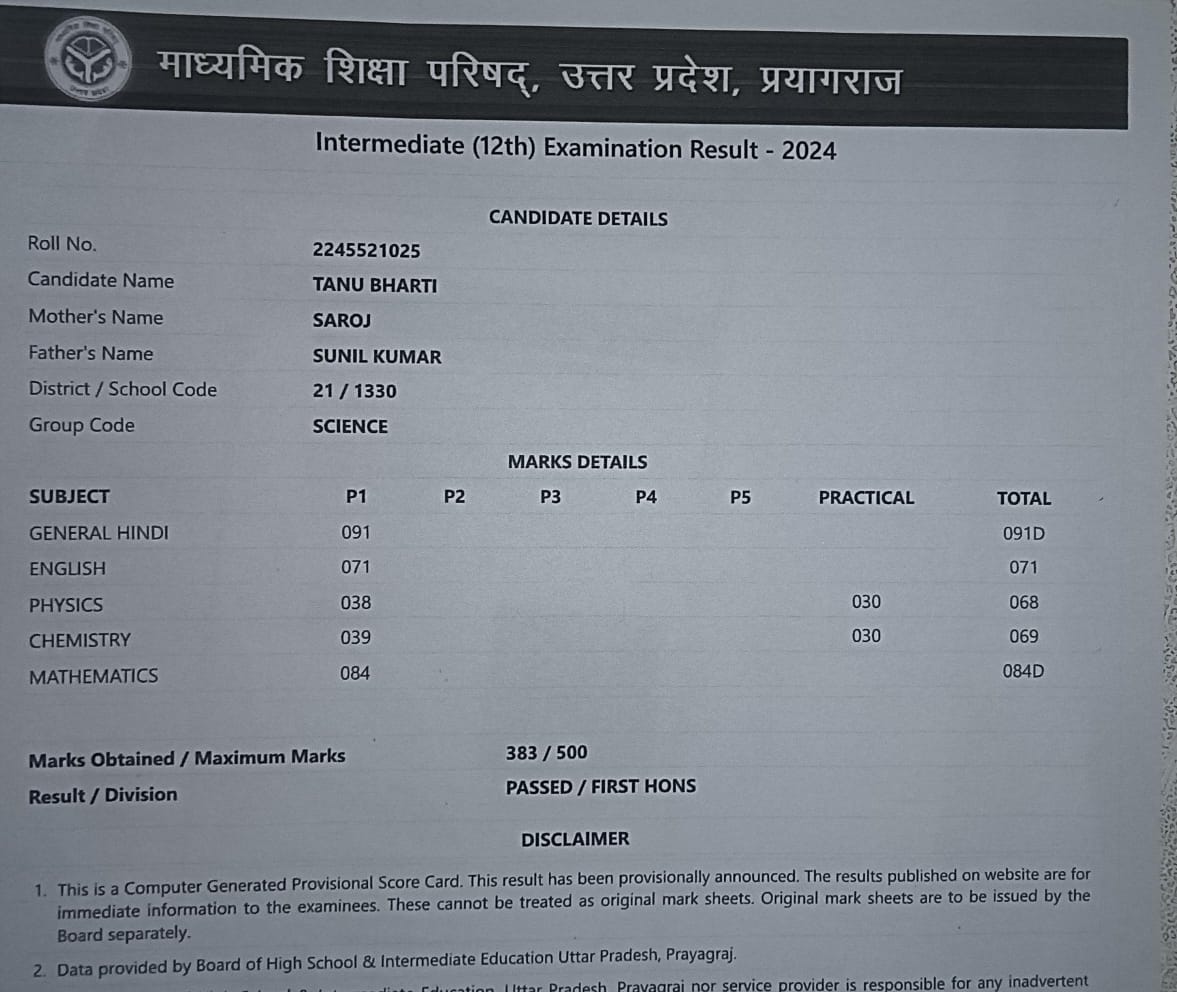 माध्यमिक शिक्षा परिषद्, उत्तर प्रदेश, प्रयागराज
Intermediate (12th) Examination Result - 2024
CANDIDATE DETAILS
Roll No. 2245521025
Candidate Name TANU BHARTI
Mother's Name SAROJ
Father's Name SUNIL KUMAR
District / School Code 21 / 1330
Group Code SCIENCE
MARKS DETAILS
SUBJECT P1 P2 P3 P4 P5 PRACTICAL TOTAL
GENERAL HINDI 091 091D
ENGLISH 071 071
PHYSICS 038 030 068
CHEMISTRY 039 030 069
MATHEMATICS 084 084D
Marks Obtained / Maximum Marks 383 / 500
Result / Division PASSED / FIRST HONS
DISCLAIMER
1. This is a Computer Generated Provisional Score Card. This result has been provisionally announced. The results published on website are for
immediate information to the examinees. These cannot be treated as original mark sheets. Original mark sheets are to be issued by the
Board separately.
2. Data provided by Board of High School & Intermediate Education Uttar Pradesh, Prayagraj.
Education Uttar Pradesh, Prayagraj nor service provider is responsible for any inadvertent